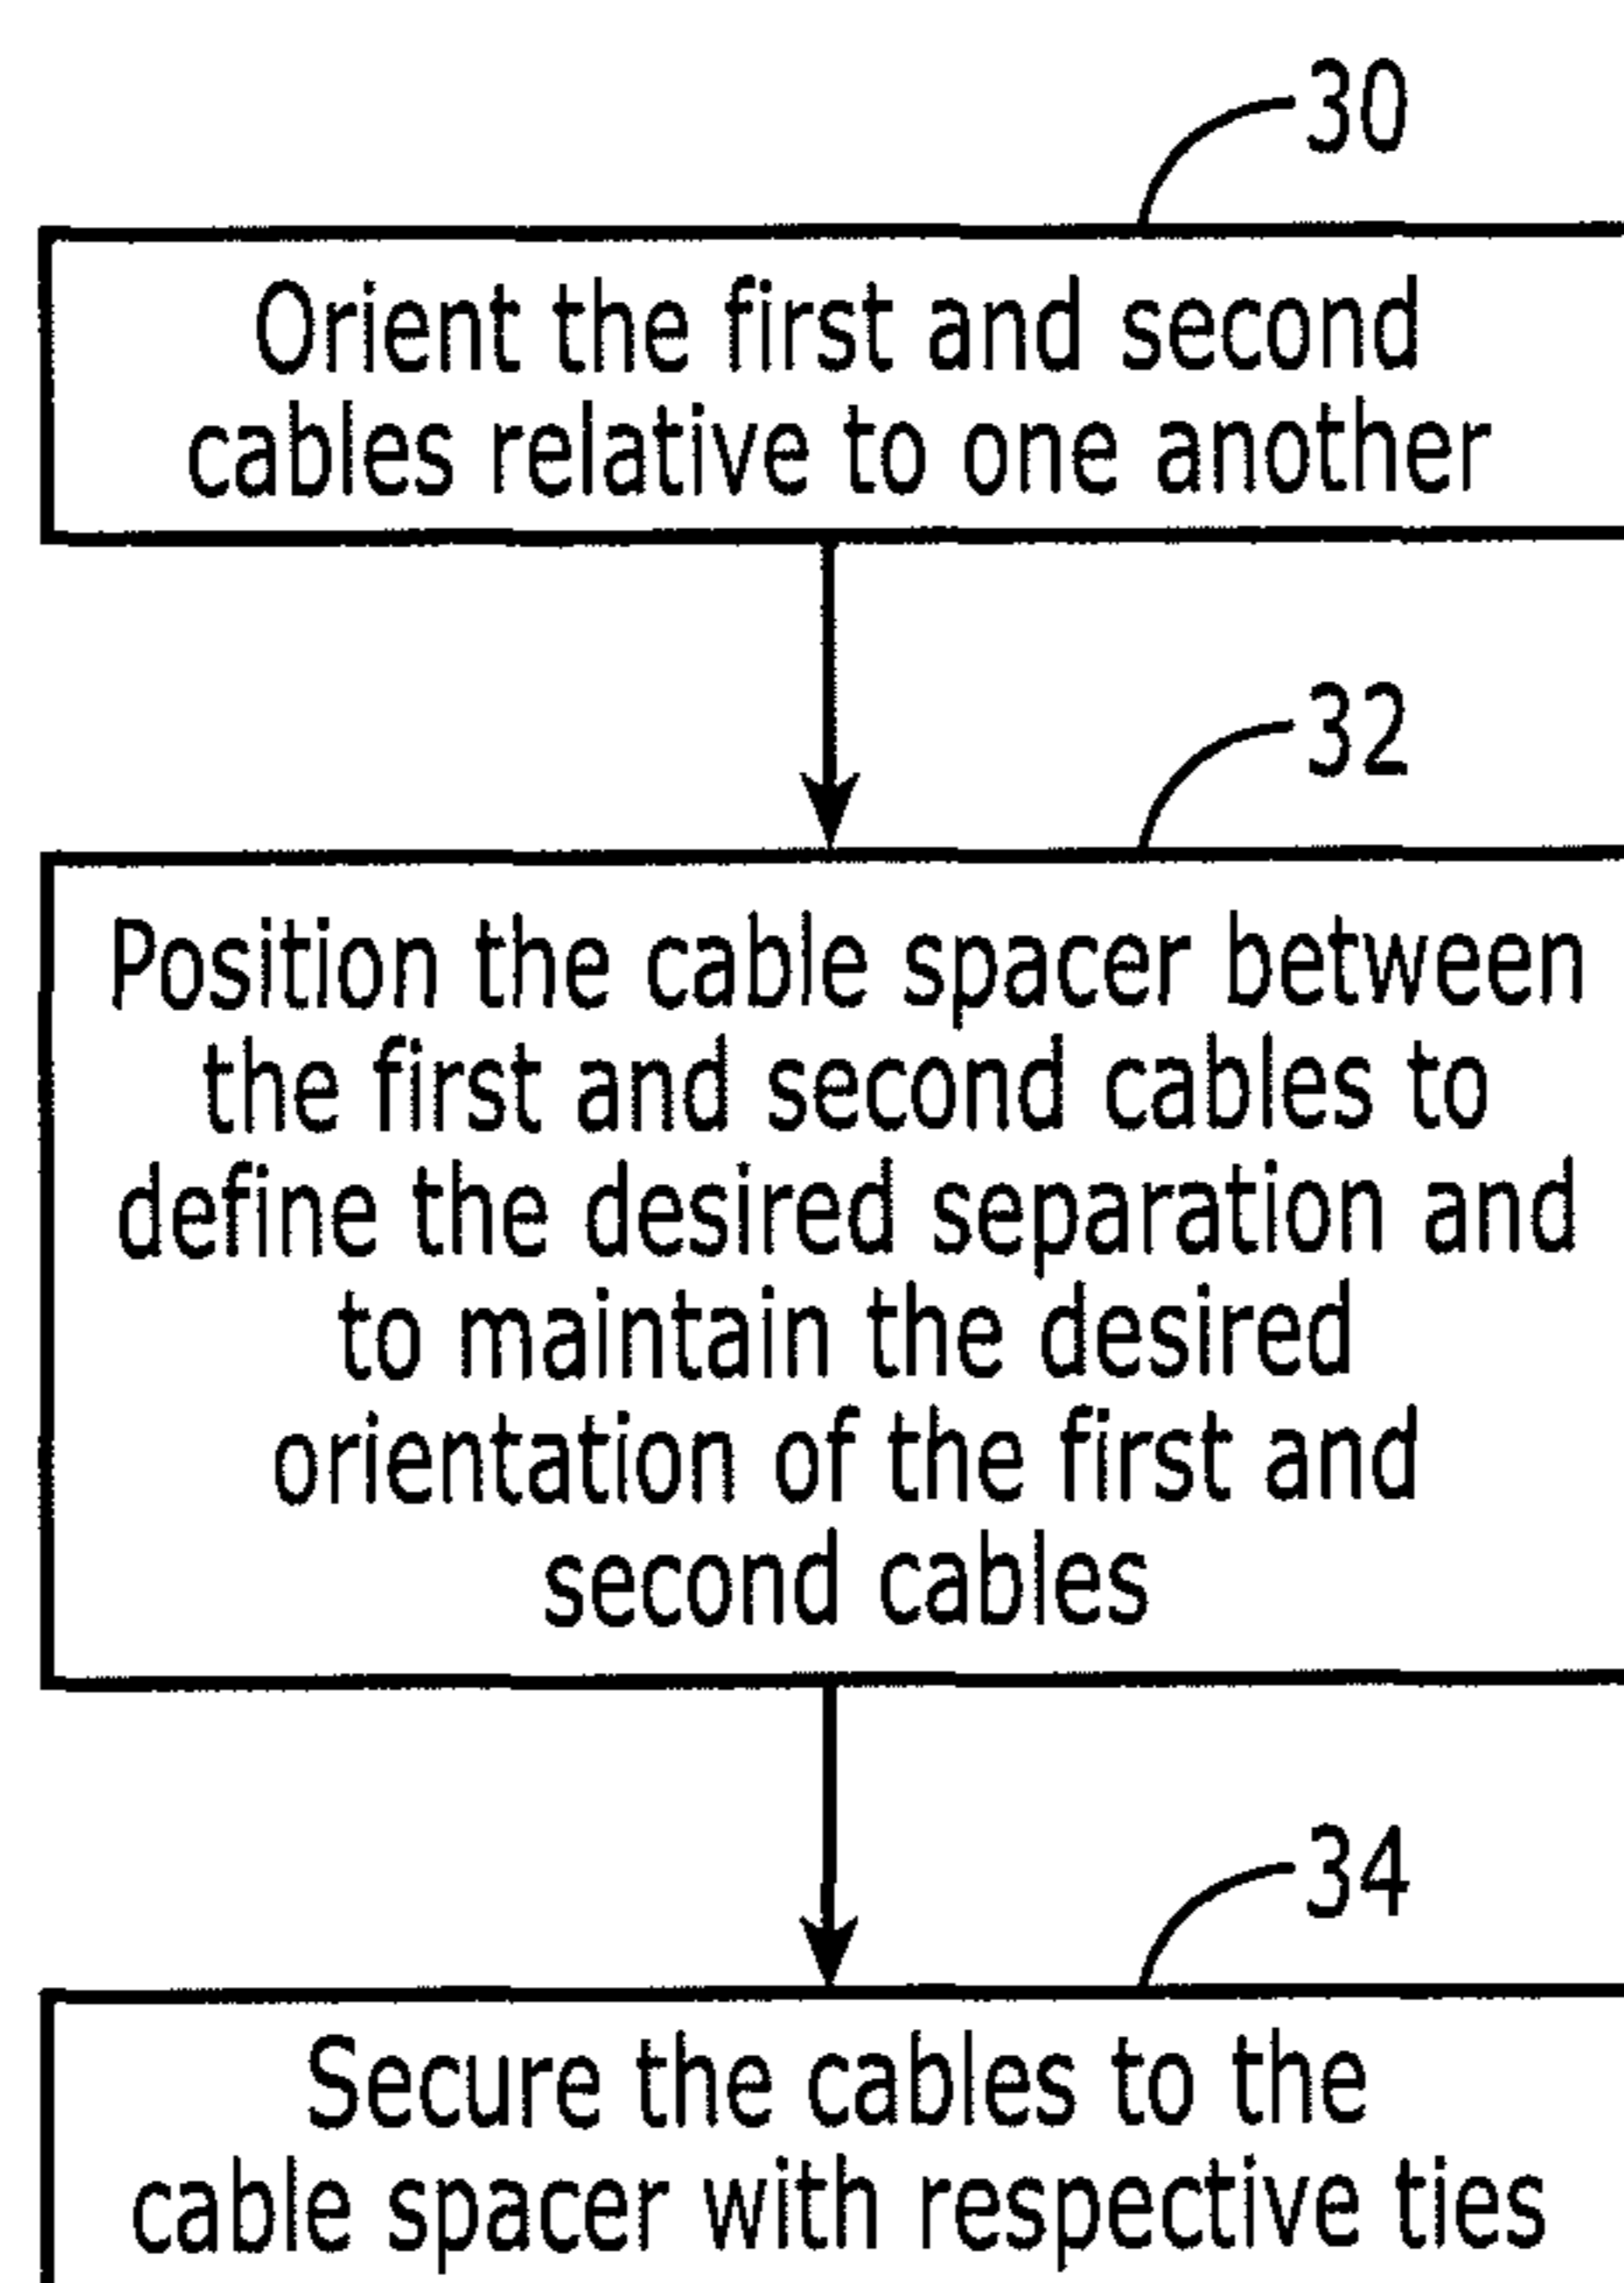 30
Orient the first and second
cables relative to one another
32
Position the cable spacer between
the first and second cables to
define the desired separation and
to maintain the desired
orientation of the first and
second cables
34
Secure the cables to the
cable spacer with respective ties